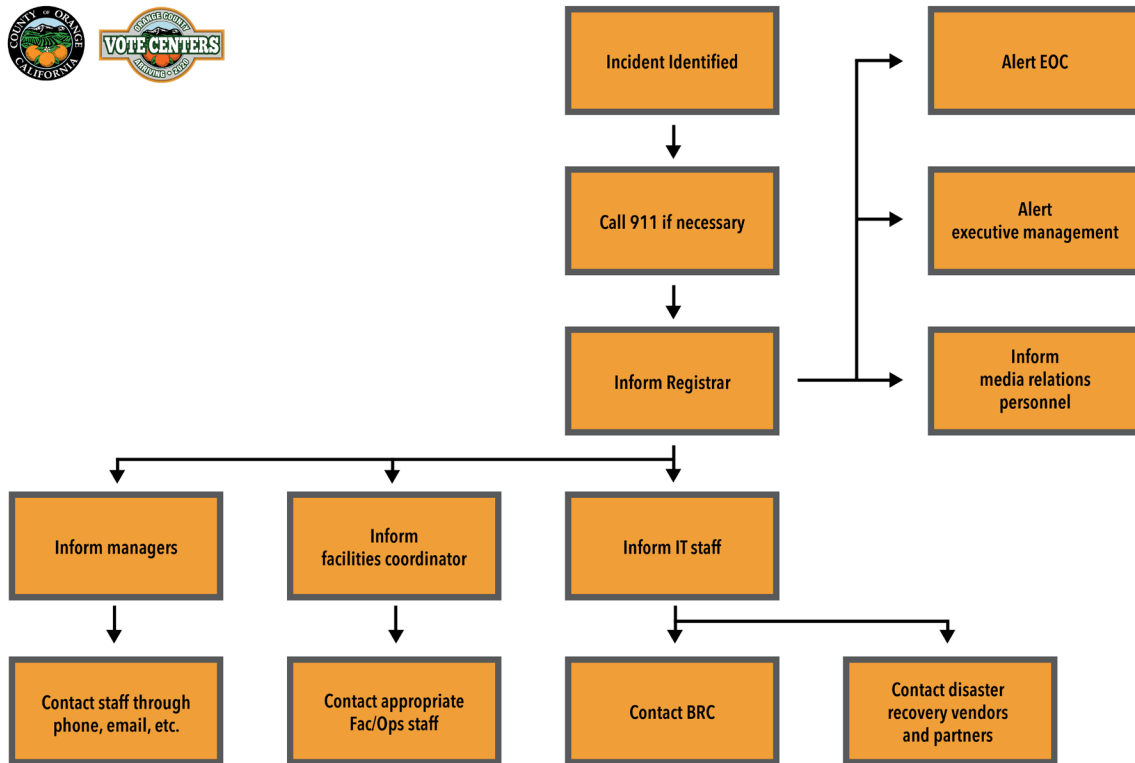 COUNTY OF ORANGE
CALIFORNIA
ORANGE COUNTY
VOTE CENTERS
ARRIVING • 2020
Incident Identified
Alert EOC
Call 911 if necessary
Alert
executive management
Inform Registrar
Inform
media relations
personnel
Inform managers
Inform
facilities coordinator
Inform IT staff
Contact staff through
phone, email, etc.
Contact appropriate
Fac/Ops staff
Contact BRC
Contact disaster
recovery vendors
and partners